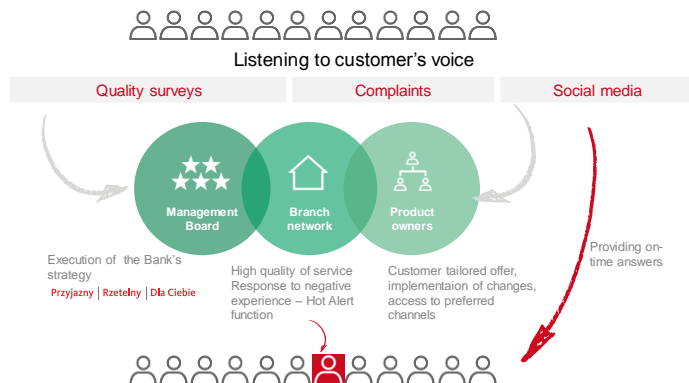 Listening to customer's voice
Quality surveys
Complaints
Social media
Management
Board
Branch
network
Product
owners
Execution of the Bank's
strategy
Przyjazny | Rzetelny | Dla Ciebie
High quality of service
Response to negative
experience – Hot Alert
function
Customer tailored offer,
implementaion of changes,
access to preferred
channels
Providing on-
time answers